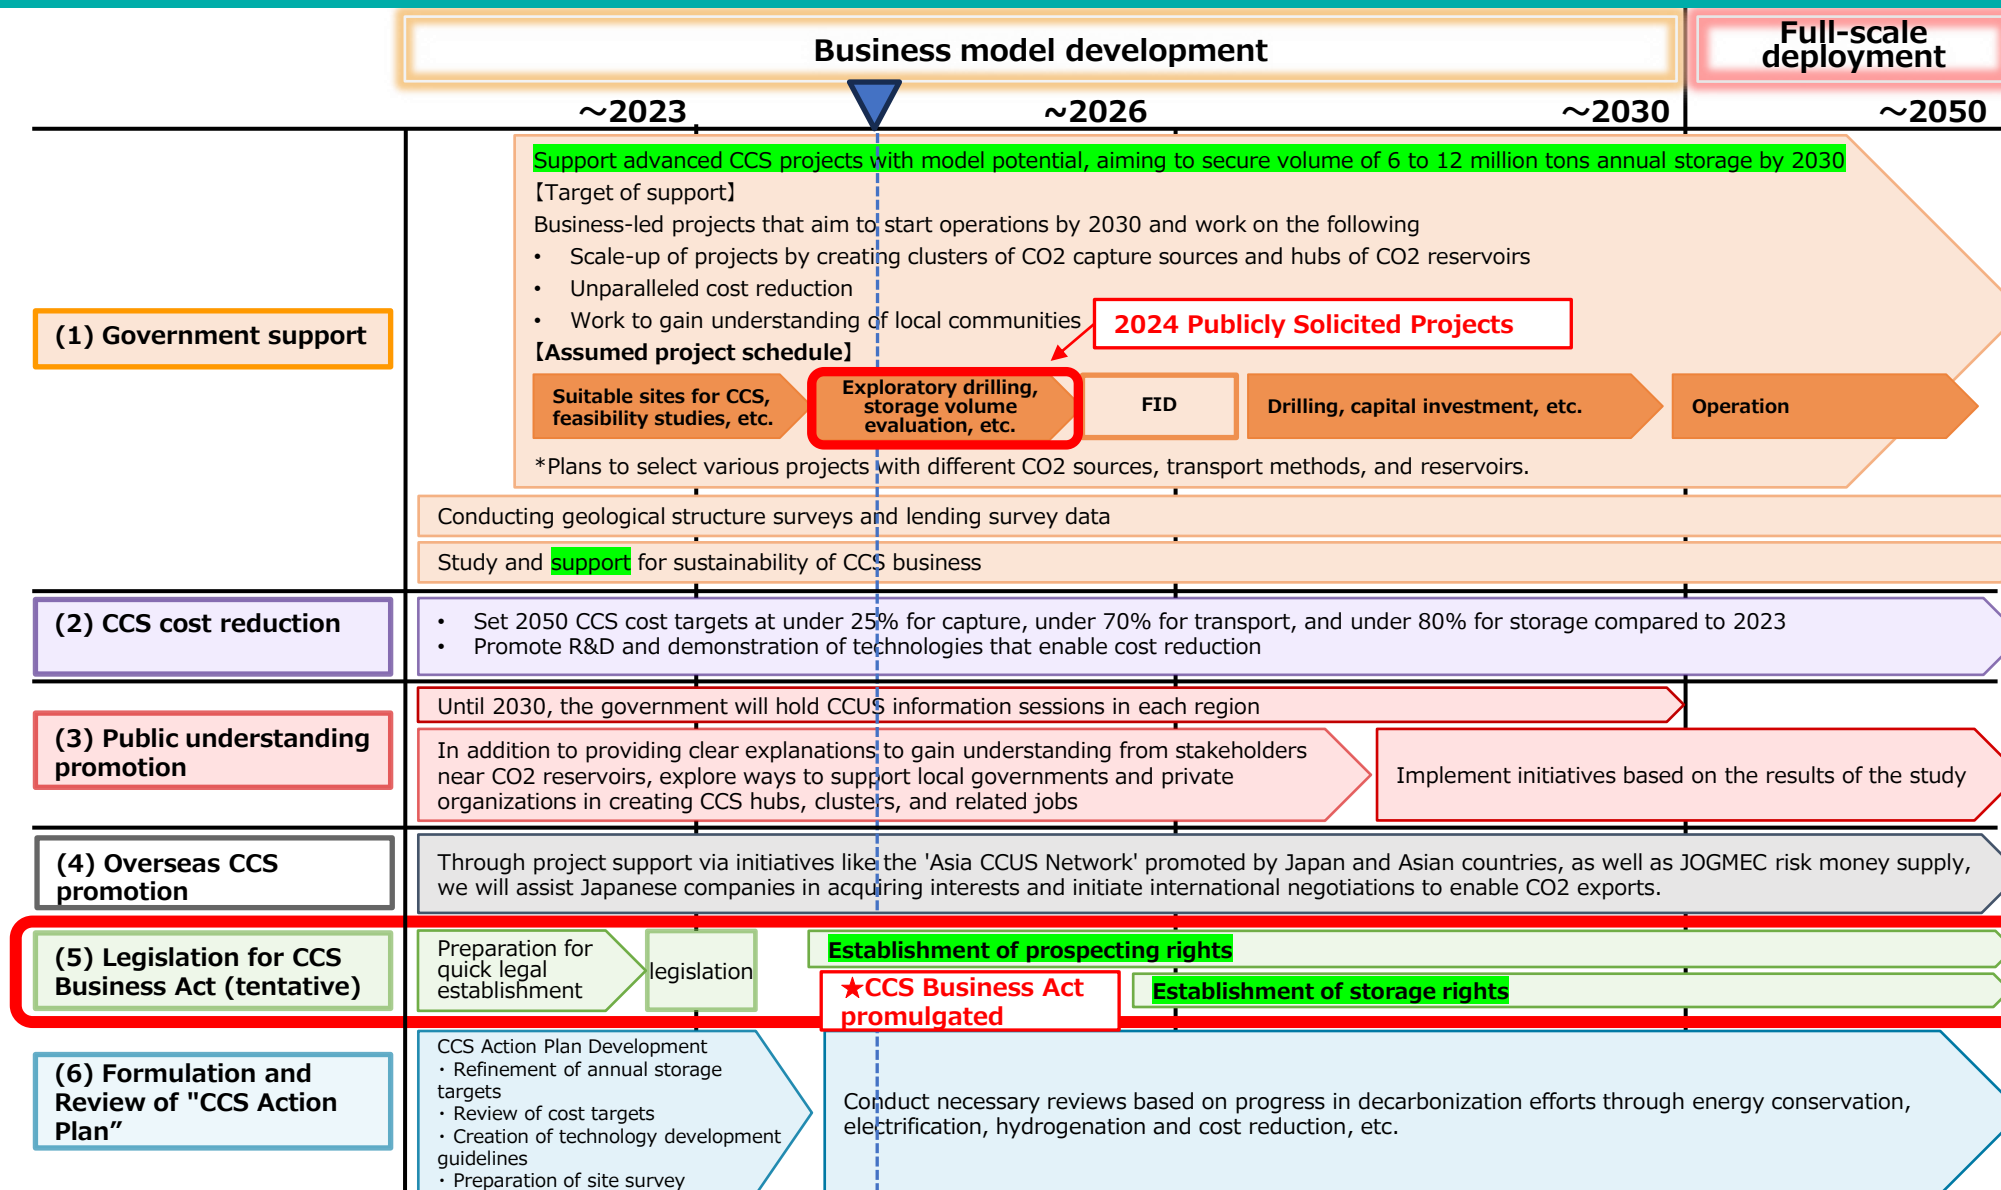 Business model development
Full-scale
deployment
～2023
~2026
～2030
～2050
(1) Government support
Support advanced CCS projects with model potential, aiming to secure volume of 6 to 12 million tons annual storage by 2030
【Target of support】
Business-led projects that aim to start operations by 2030 and work on the following
• Scale-up of projects by creating clusters of CO2 capture sources and hubs of CO2 reservoirs
• Unparalleled cost reduction
• Work to gain understanding of local communities
2024 Publicly Solicited Projects
【Assumed project schedule】
Suitable sites for CCS,
feasibility studies, etc.
Exploratory drilling,
storage volume
evaluation, etc.
FID
Drilling, capital investment, etc.
Operation
*Plans to select various projects with different CO2 sources, transport methods, and reservoirs.
Conducting geological structure surveys and lending survey data
Study and support for sustainability of CCS business
(2) CCS cost reduction
• Set 2050 CCS cost targets at under 25% for capture, under 70% for transport, and under 80% for storage compared to 2023
• Promote R&D and demonstration of technologies that enable cost reduction
(3) Public understanding
promotion
Until 2030, the government will hold CCUS information sessions in each region
In addition to providing clear explanations to gain understanding from stakeholders
near CO2 reservoirs, explore ways to support local governments and private
organizations in creating CCS hubs, clusters, and related jobs
Implement initiatives based on the results of the study
(4) Overseas CCS
promotion
Through project support via initiatives like the 'Asia CCUS Network' promoted by Japan and Asian countries, as well as JOGMEC risk money supply,
we will assist Japanese companies in acquiring interests and initiate international negotiations to enable CO2 exports.
(5) Legislation for CCS
Business Act (tentative)
Preparation for
quick legal
establishment
legislation
Establishment of prospecting rights
★CCS Business Act
promulgated
Establishment of storage rights
(6) Formulation and
Review of "CCS Action
Plan”
CCS Action Plan Development
・Refinement of annual storage
targets
・Review of cost targets
・Creation of technology development
guidelines
・Preparation of site survey
Conduct necessary reviews based on progress in decarbonization efforts through energy conservation,
electrification, hydrogenation and cost reduction, etc.